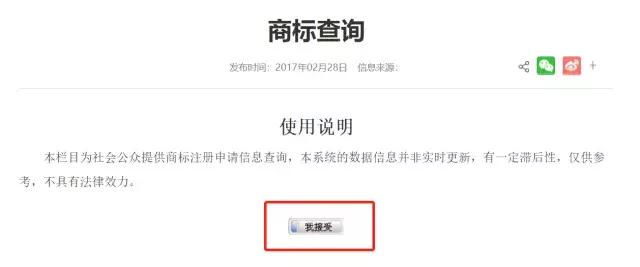 商标查询
发布时间：2017年02月28日 信息来源：
使用说明
本栏目为社会公众提供商标注册申请信息查询，本系统的数据信息并非实时更新，有一定滞后性，仅供参
考，不具有法律效力。
我接受